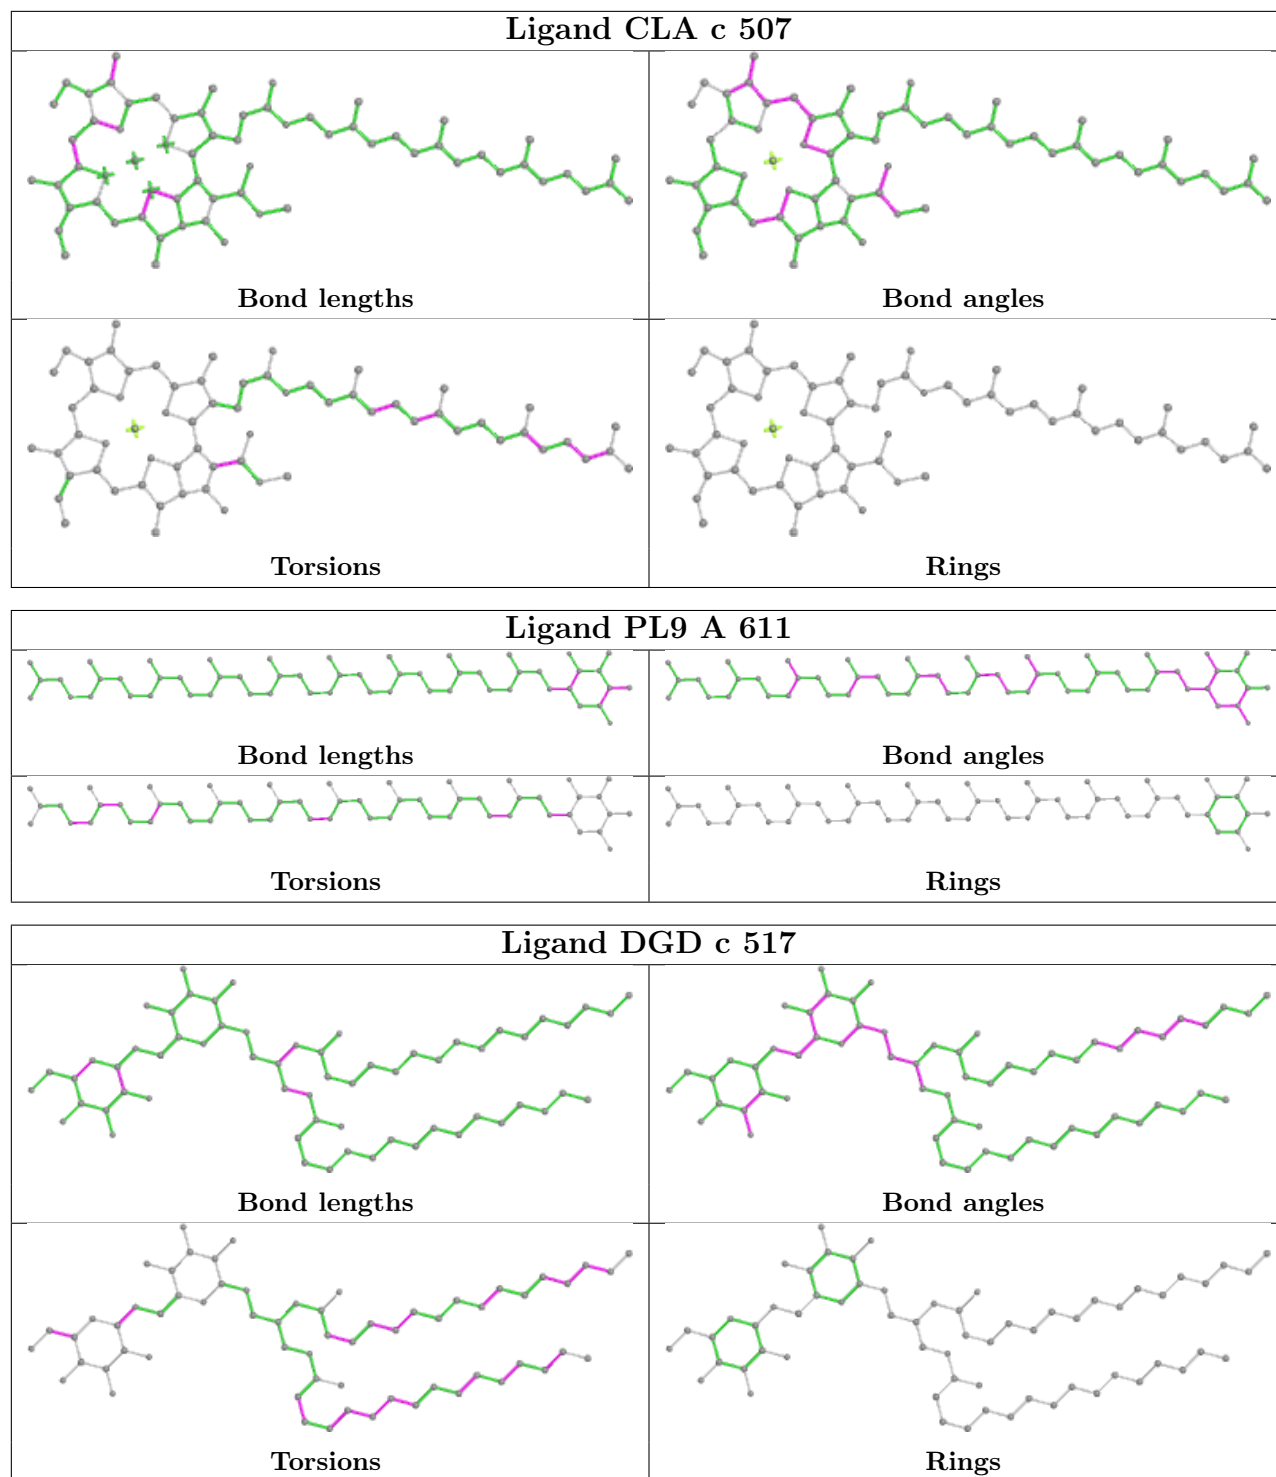 Ligand CLA c 507
Bond lengths
Bond angles
Torsions
Rings
Ligand PL9 A 611
Bond lengths
Bond angles
Torsions
Rings
Ligand DGD c 517
Bond lengths
Bond angles
Torsions
Rings